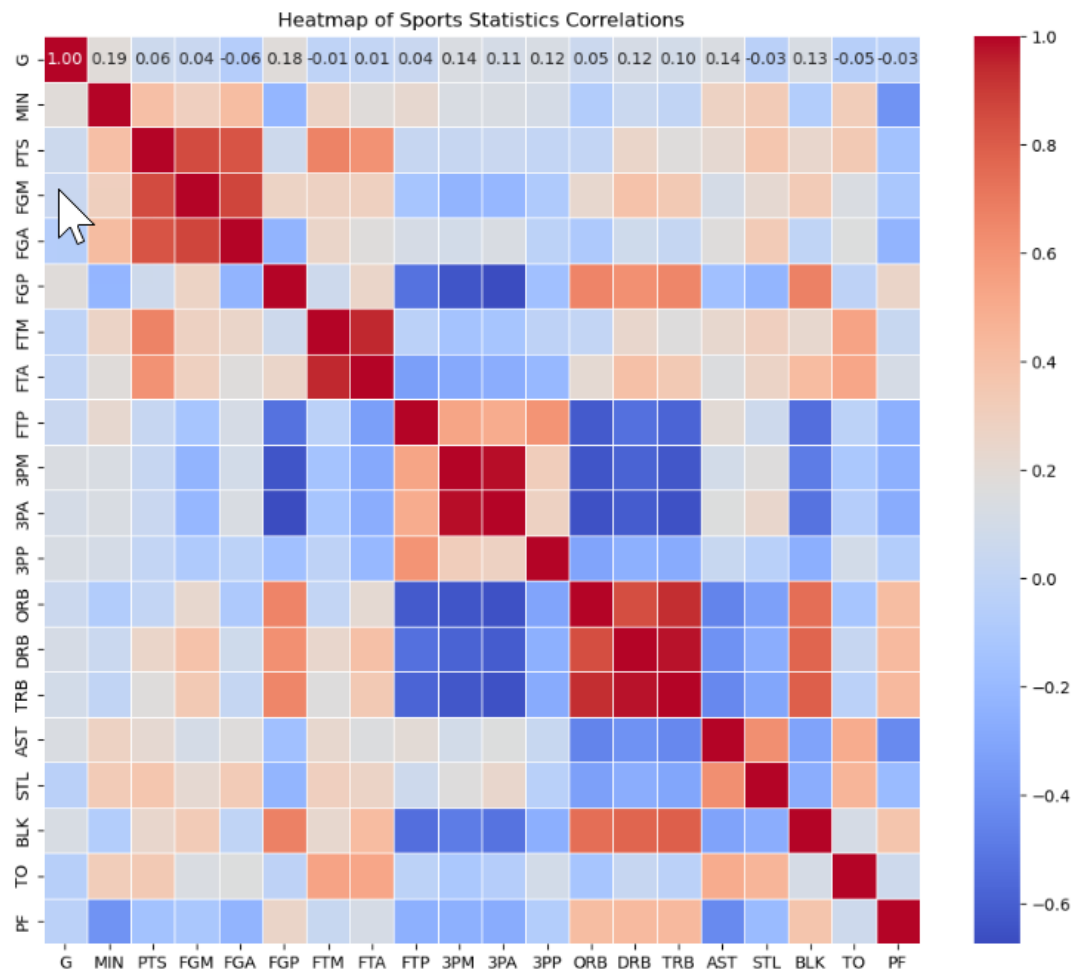 Heatmap of Sports Statistics Correlations
G 1.00 0.19 0.06 0.04 -0.06 0.18 -0.01 0.01 0.04 0.14 0.11 0.12 0.05 0.12 0.10 0.14 -0.03 0.13 -0.05 -0.03
MIN
PTS
FGM
FGA
FGP
FTM
FTA
FTP
3PM
3PA
3PP
ORB
DRB
TRB
AST
STL
BLK
TO
PF
G MIN PTS FGM FGA FGP FTM FTA FTP 3PM 3PA 3PP ORB DRB TRB AST STL BLK TO PF
1.0
0.8
0.6
0.4
0.2
0.0
−0.2
−0.4
−0.6